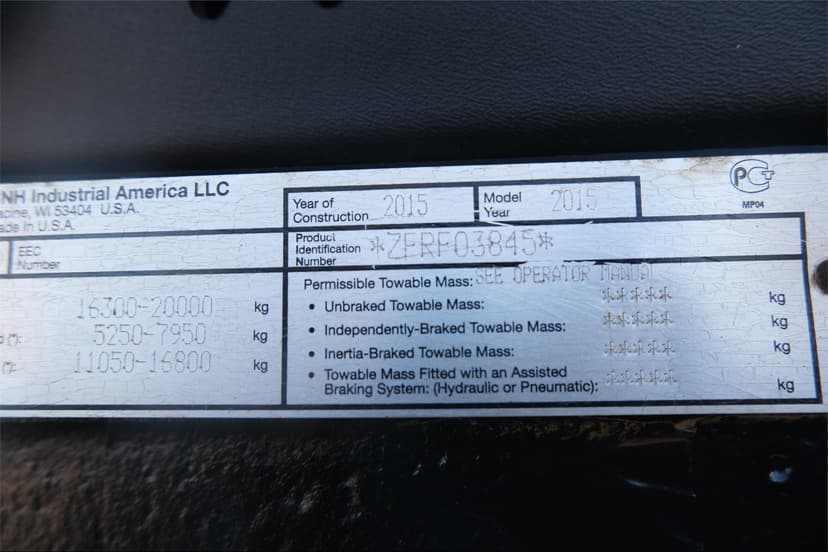 NH Industrial America LLC
acine, WI 53404 U.S.A.
ade in U.S.A.
EEC
Number
16300-20000 kg
5250-7950 kg
11050-16800 kg
Year of
Construction 2015
Model
Year 2015
Product
Identification
Number *ZFRF03845*
Permissible Towable Mass: SEE OPERATOR MANUAL
• Unbraked Towable Mass: ***** kg
• Independently-Braked Towable Mass: ***** kg
• Inertia-Braked Towable Mass: ***** kg
• Towable Mass Fitted with an Assisted
Braking System: (Hydraulic or Pneumatic): ***** kg
РСТ
MP04